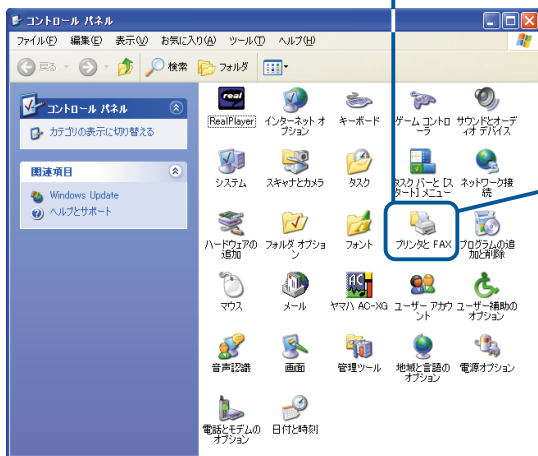 コントロール パネル
ファイル(F) 編集(E) 表示(V) お気に入り(A) ツール(T) ヘルプ(H)
戻る 検索 フォルダ
コントロール パネル
カテゴリの表示に切り替える
関連項目
Windows Update
ヘルプとサポート
real
RealPlayer
インターネット オ
プション
キーボード
ゲーム コントロ
ーラ
サウンドとオーデ
ィオ デバイス
システム
スキャナとカメラ
タスク
タスク バーと [ス
タート] メニュー
ネットワーク接
続
ハードウェアの
追加
フォルダ オプショ
ン
フォント
プリンタと FAX
プログラムの追
加と削除
マウス
メール
AC
XG
ヤマハ AC-XG
ユーザー アカウ
ント
ユーザー補助の
オプション
音声認識
画面
管理ツール
地域と言語の
オプション
電源オプション
電話とモデムの
オプション
日付と時刻